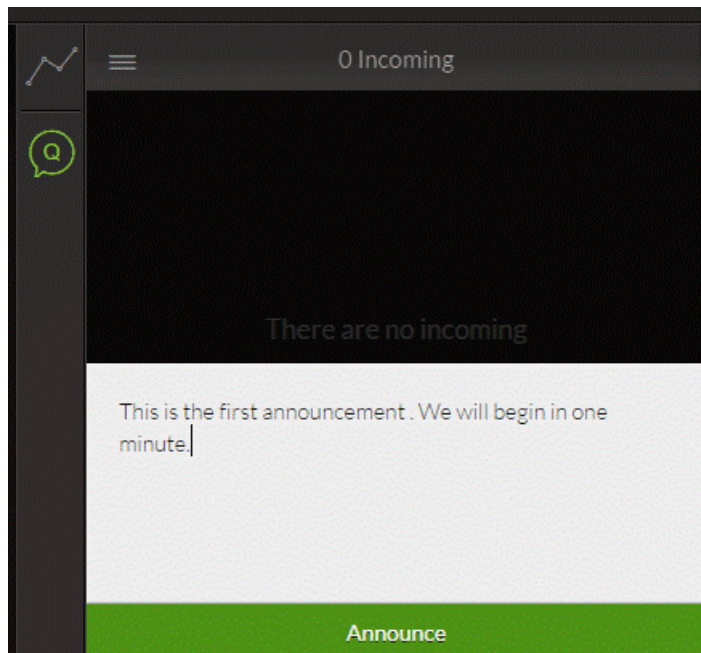 0 Incoming
Q
There are no incoming
This is the first announcement . We will begin in one
minute.
Announce